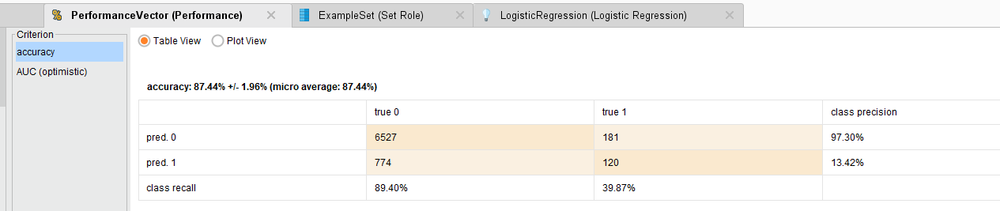 PerformanceVector (Performance) ExampleSet (Set Role) LogisticRegression (Logistic Regression)
Criterion
accuracy
AUC (optimistic)
Table View Plot View
accuracy: 87.44% +/- 1.96% (micro average: 87.44%)
true 0 true 1 class precision
pred. 0 6527 181 97.30%
pred. 1 774 120 13.42%
class recall 89.40% 39.87%